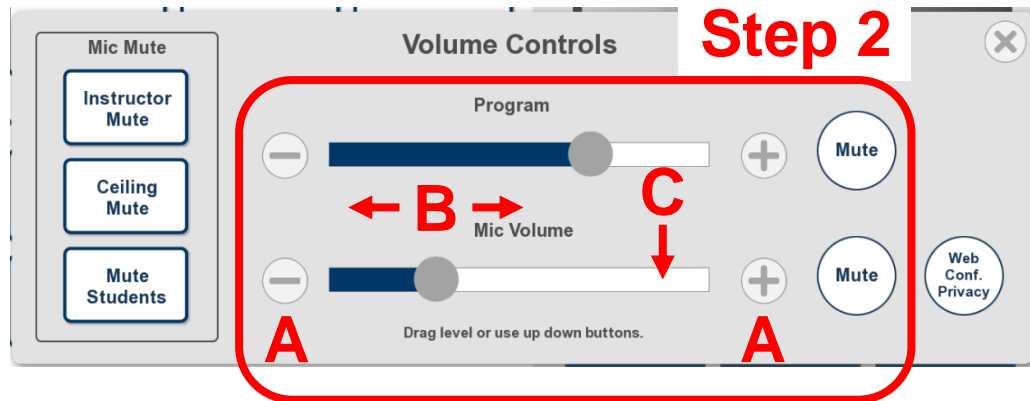 Mic Mute
Instructor
Mute
Ceiling
Mute
Mute
Students
Volume Controls
Step 2
Program
Mute
B
C
Mic Volume
Mute
Web
Conf.
Privacy
A
Drag level or use up down buttons.
A